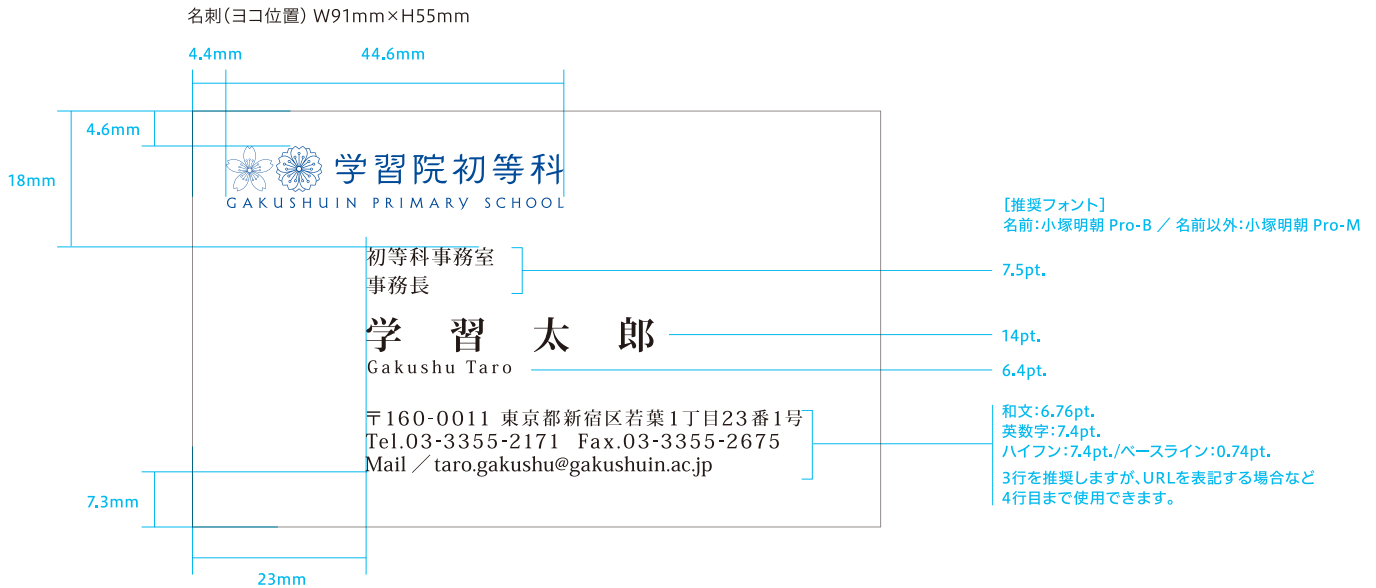 名刺(ヨコ位置) W91mm×H55mm
4.4mm
44.6mm
4.6mm
18mm
学習院初等科
GAKUSHUIN PRIMARY SCHOOL
[推奨フォント]
名前:小塚明朝 Pro-B / 名前以外:小塚明朝 Pro-M
初等科事務室
事務長
7.5pt.
学 習 太 郎
14pt.
Gakushu Taro
6.4pt.
〒160-0011 東京都新宿区若葉1丁目23番1号
Tel.03-3355-2171 Fax.03-3355-2675
Mail/taro.gakushu@gakushuin.ac.jp
和文:6.76pt.
英数字:7.4pt.
ハイフン:7.4pt./ベースライン:0.74pt.
3行を推奨しますが、URLを表記する場合など
4行目まで使用できます。
7.3mm
23mm